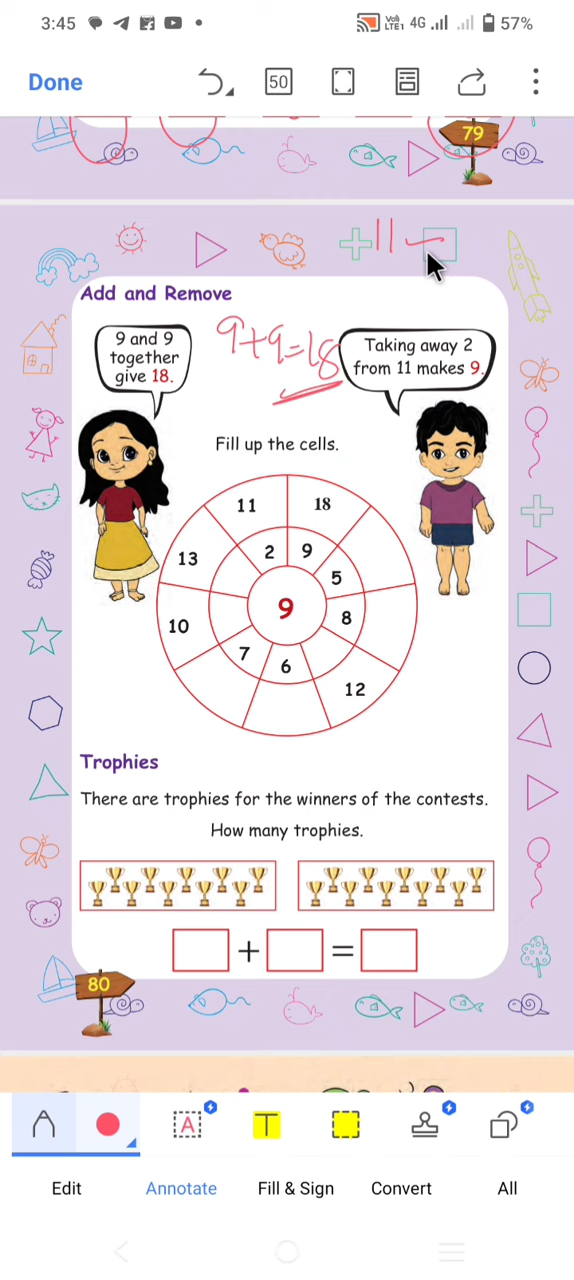 3:45
Vo)) LTE1 4G 57%
Done
50
79
11 -
Add and Remove
9 and 9
together
give 18.
9+9=18
Taking away 2
from 11 makes 9.
Fill up the cells.
11 18
13 2 9
5
9
10 8
7 6
12
Trophies
There are trophies for the winners of the contests.
How many trophies.
+ =
80
A T
Edit Annotate Fill & Sign Convert All